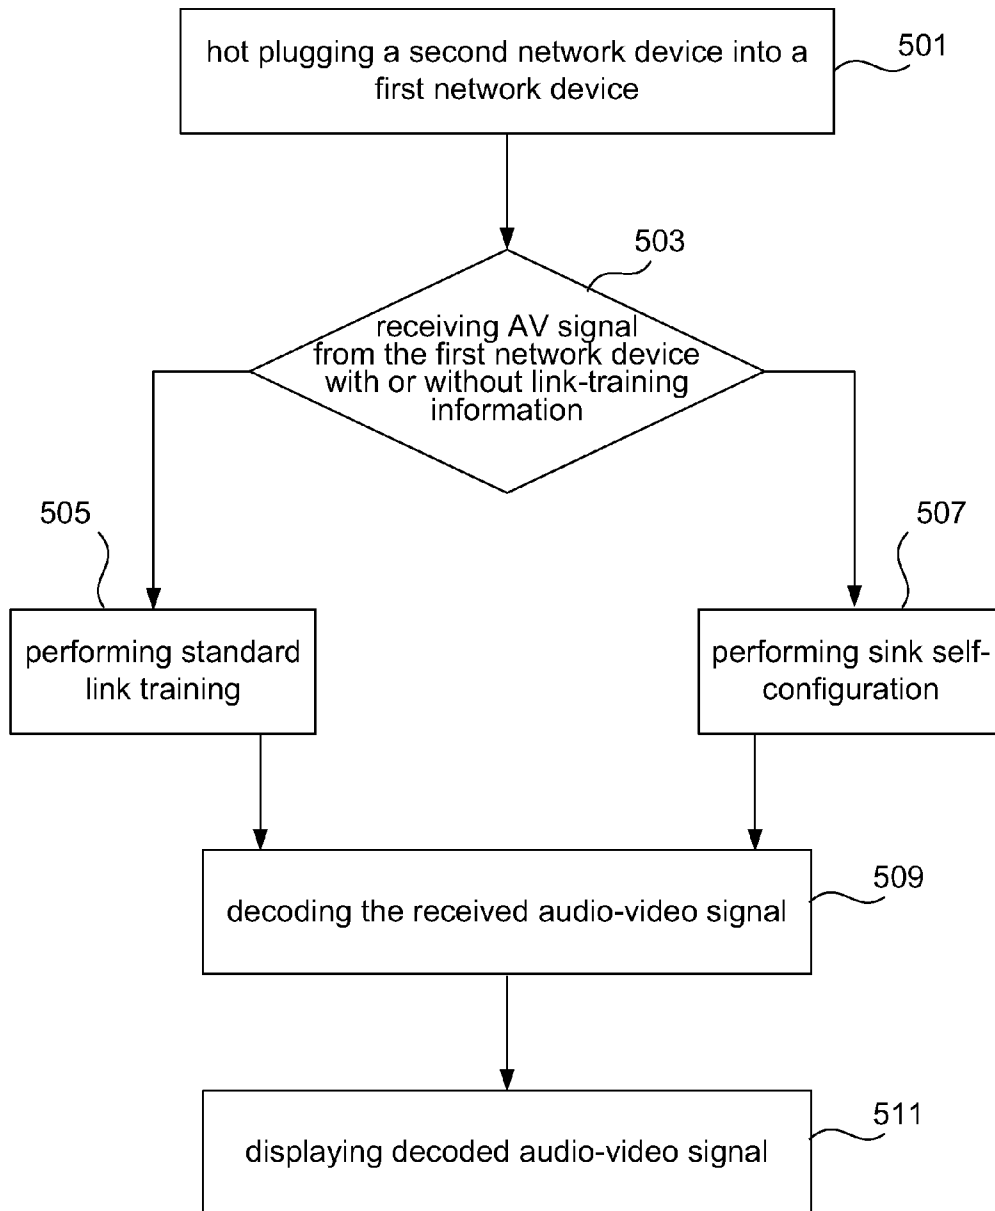 hot plugging a second network device into a
first network device
501
503
receiving AV signal
from the first network device
with or without link-training
information
505
507
performing standard
link training
performing sink self-
configuration
509
decoding the received audio-video signal
511
displaying decoded audio-video signal